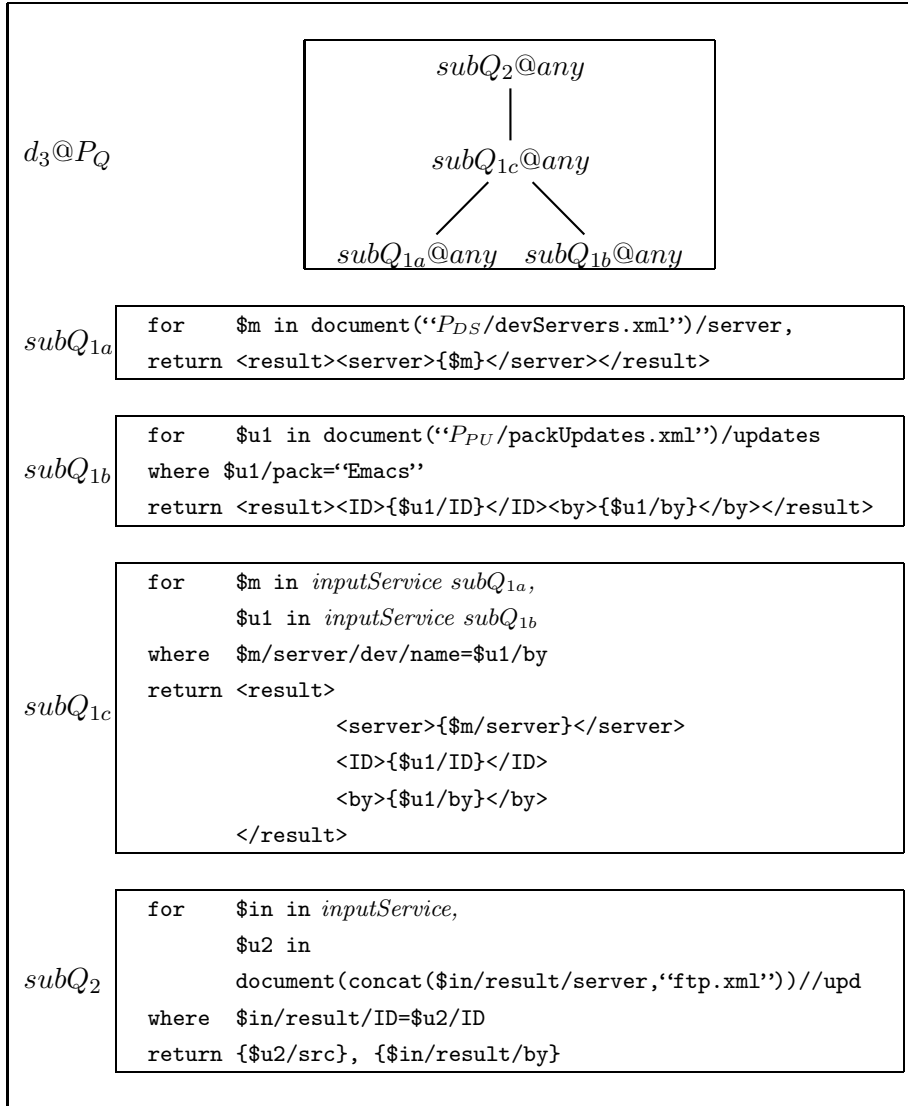 subQ₂@any
d₃@P_Q
subQ₁c@any
subQ₁a@any subQ₁b@any
subQ₁a
for $m in document(“P_DS/devServers.xml”)/server,
return <result><server>{$m}</server></result>
subQ₁b
for $u1 in document(“P_PU/packUpdates.xml”)/updates
where $u1/pack=“Emacs”
return <result><ID>{$u1/ID}</ID><by>{$u1/by}</by></result>
subQ₁c
for $m in inputService subQ₁a,
$u1 in inputService subQ₁b
where $m/server/dev/name=$u1/by
return <result>
<server>{$m/server}</server>
<ID>{$u1/ID}</ID>
<by>{$u1/by}</by>
</result>
subQ₂
for $in in inputService,
$u2 in
document(concat($in/result/server,“ftp.xml”))//upd
where $in/result/ID=$u2/ID
return {$u2/src}, {$in/result/by}